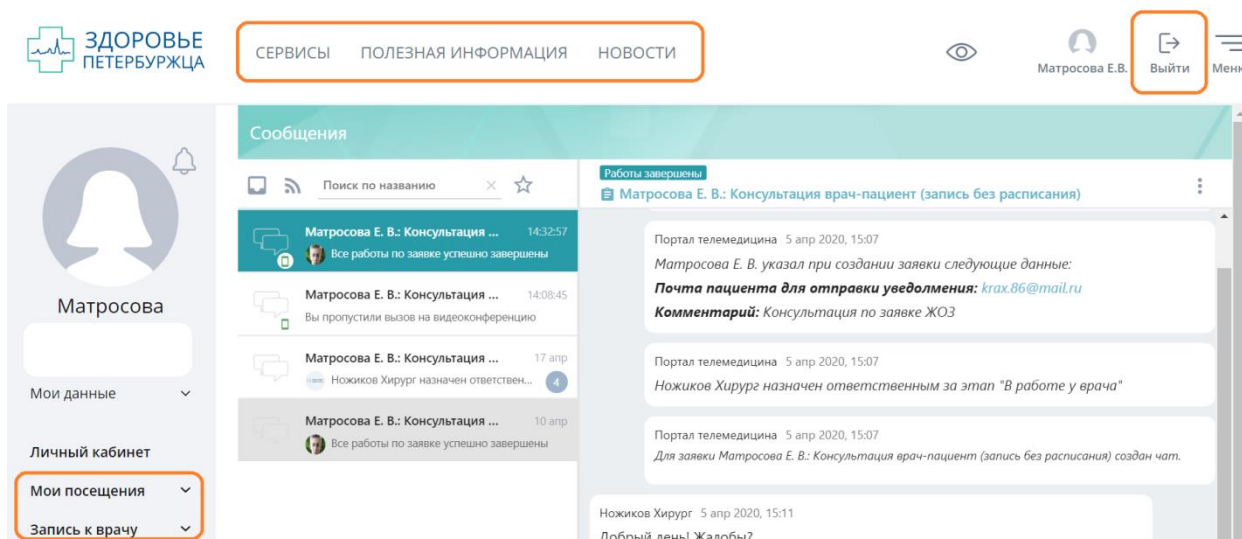 ЗДОРОВЬЕ
ПЕТЕРБУРЖЦА
СЕРВИСЫ ПОЛЕЗНАЯ ИНФОРМАЦИЯ НОВОСТИ
Матросова Е.В.
Выйти
Матросова
Мои данные
Личный кабинет
Мои посещения
Запись к врачу
Сообщения
Поиск по названию
Матросова Е. В.: Консультация ... 14:32:57
Все работы по заявке успешно завершены
Матросова Е. В.: Консультация ... 14:08:45
Вы пропустили вызов на видеоконференцию
Матросова Е. В.: Консультация ... 17 апр
Ножиков Хирург назначен ответствен... 4
Матросова Е. В.: Консультация ... 10 апр
Все работы по заявке успешно завершены
Работы завершены
Матросова Е. В.: Консультация врач-пациент (запись без расписания)
Портал телемедицина 5 апр 2020, 15:07
Матросова Е. В. указал при создании заявки следующие данные:
Почта пациента для отправки уведолмения: krax.86@mail.ru
Комментарий: Консультация по заявке ЖОЗ
Портал телемедицина 5 апр 2020, 15:07
Ножиков Хирург назначен ответственным за этап "В работе у врача"
Портал телемедицина 5 апр 2020, 15:07
Для заявки Матросова Е. В.: Консультация врач-пациент (запись без расписания) создан чат.
Ножиков Хирург 5 апр 2020, 15:11
Добрый день! Жалобы?